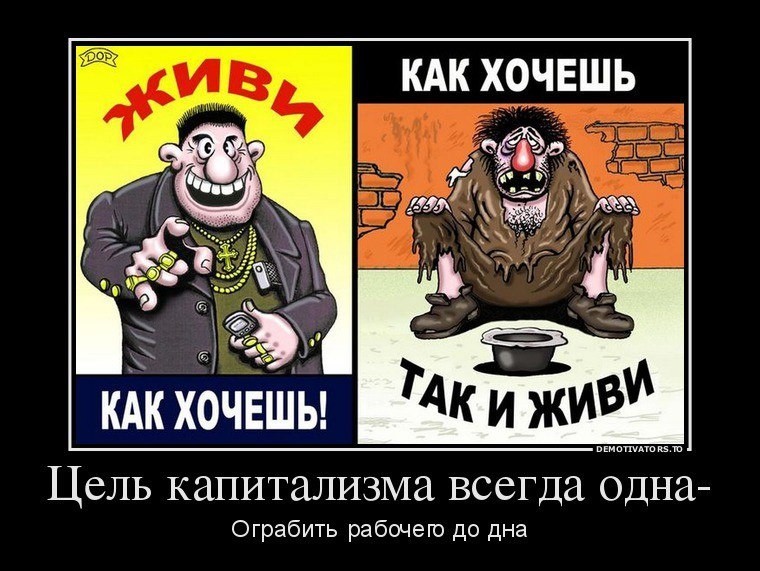 DOP
ЖИВИ
КАК ХОЧЕШЬ!
КАК ХОЧЕШЬ
ТАК И ЖИВИ
DEMOTIVATORS.TO
Цель капитализма всегда одна-
Ограбить рабочего до дна